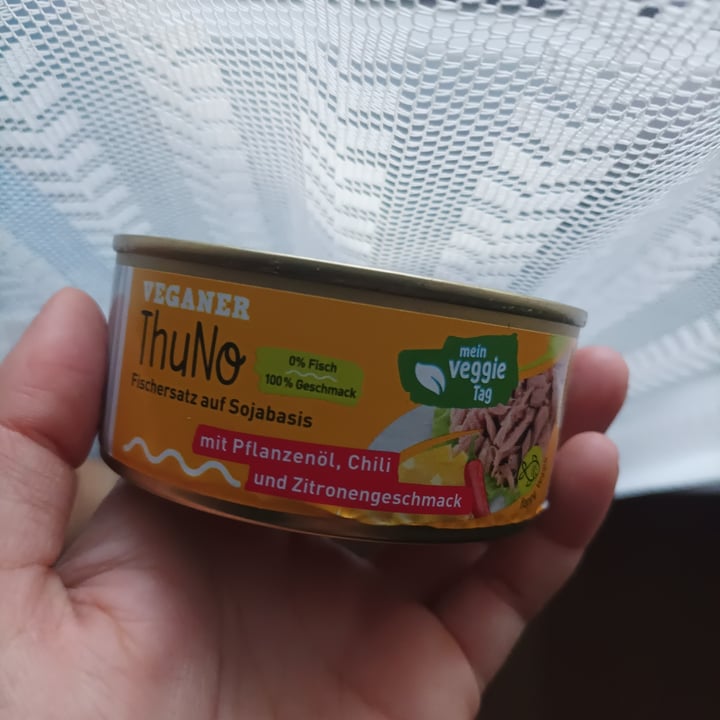 VEGANER
ThuNo
0% Fisch
100% Geschmack
Fischersatz auf Sojabasis
mit Pflanzenöl, Chili
und Zitronengeschmack
mein
veggie
Tag